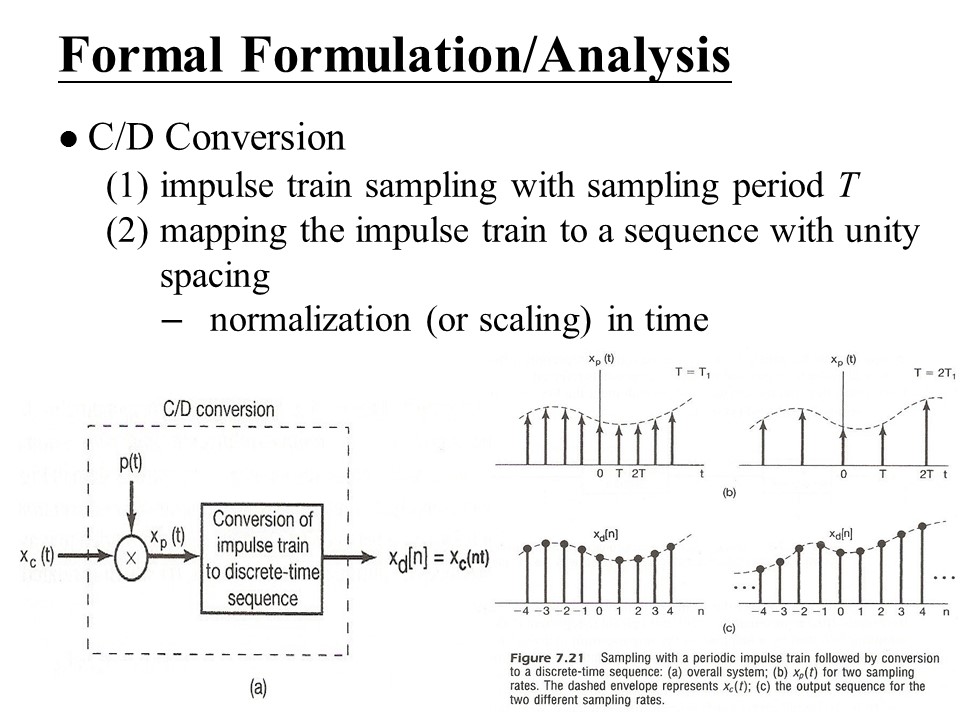 Formal Formulation/Analysis
● C/D Conversion
(1) impulse train sampling with sampling period T
(2) mapping the impulse train to a sequence with unity
spacing
– normalization (or scaling) in time
C/D conversion
p(t)
x_c (t)
×
x_p (t)
Conversion of
impulse train
to discrete-time
sequence
x_d[n] = x_c(nt)
(a)
x_p (t)
T = T₁
0 T 2T t
x_p (t)
T = 2T₁
0 T 2T t
(b)
x_d[n]
−4 −3 −2 −1 0 1 2 3 4 n
x_d[n]
... ...
−4 −3 −2 −1 0 1 2 3 4 n
(c)
Figure 7.21 Sampling with a periodic impulse train followed by conversion
to a discrete-time sequence: (a) overall system; (b) x_p(t) for two sampling
rates. The dashed envelope represents x_c(t); (c) the output sequence for the
two different sampling rates.